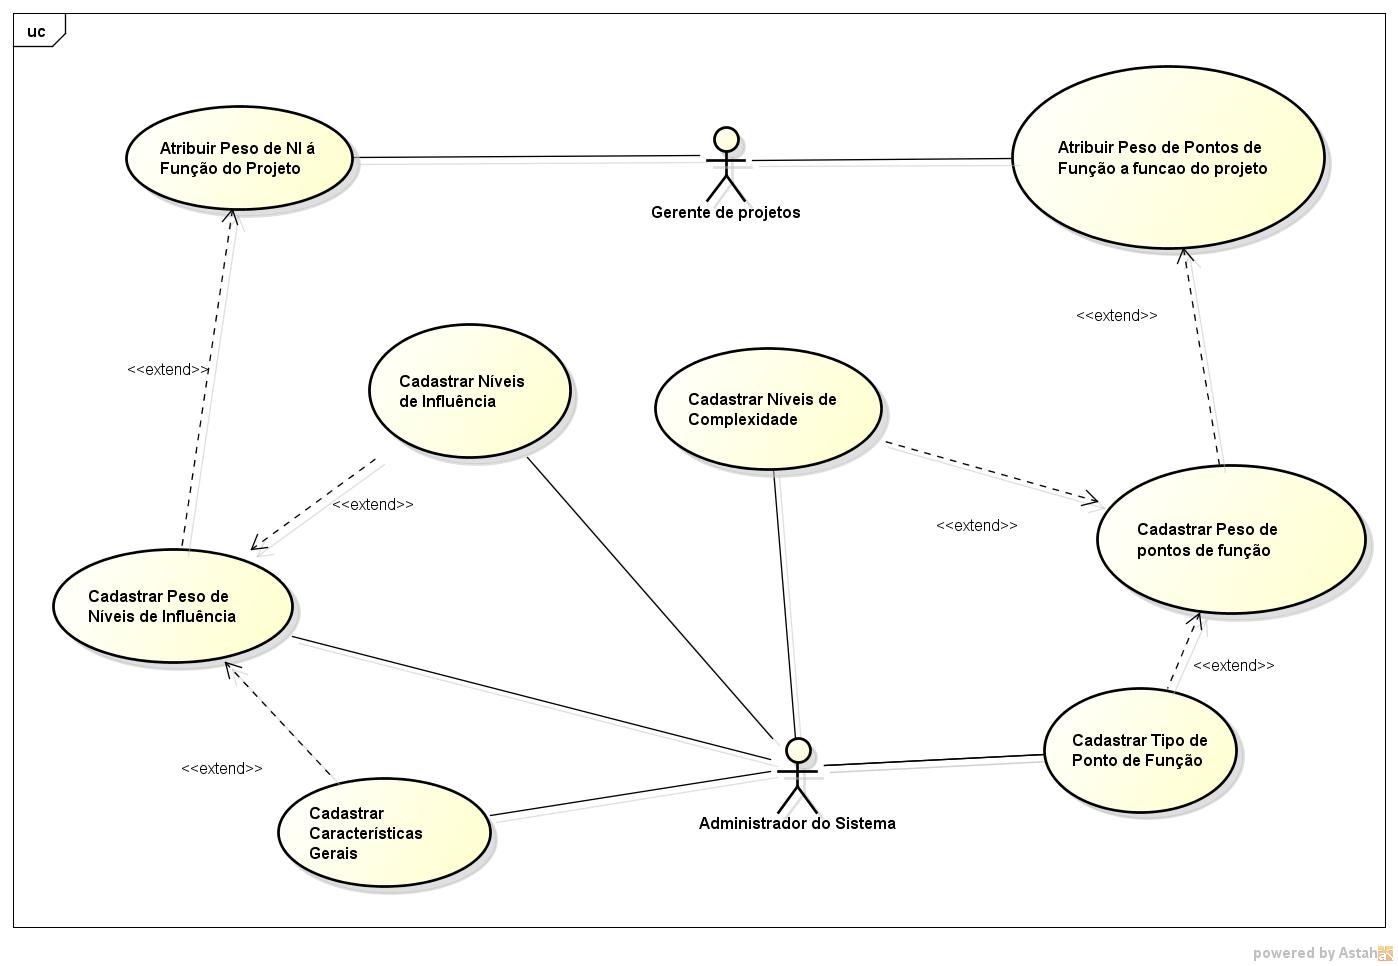 uc
Atribuir Peso de NI á
Função do Projeto
Gerente de projetos
Atribuir Peso de Pontos de
Função a funcao do projeto
<<extend>>
<<extend>>
Cadastrar Níveis
de Influência
Cadastrar Níveis de
Complexidade
<<extend>>
<<extend>>
Cadastrar Peso de
pontos de função
Cadastrar Peso de
Níveis de Influência
<<extend>>
<<extend>>
Cadastrar Tipo de
Ponto de Função
Cadastrar
Características
Gerais
Administrador do Sistema
powered by Astah